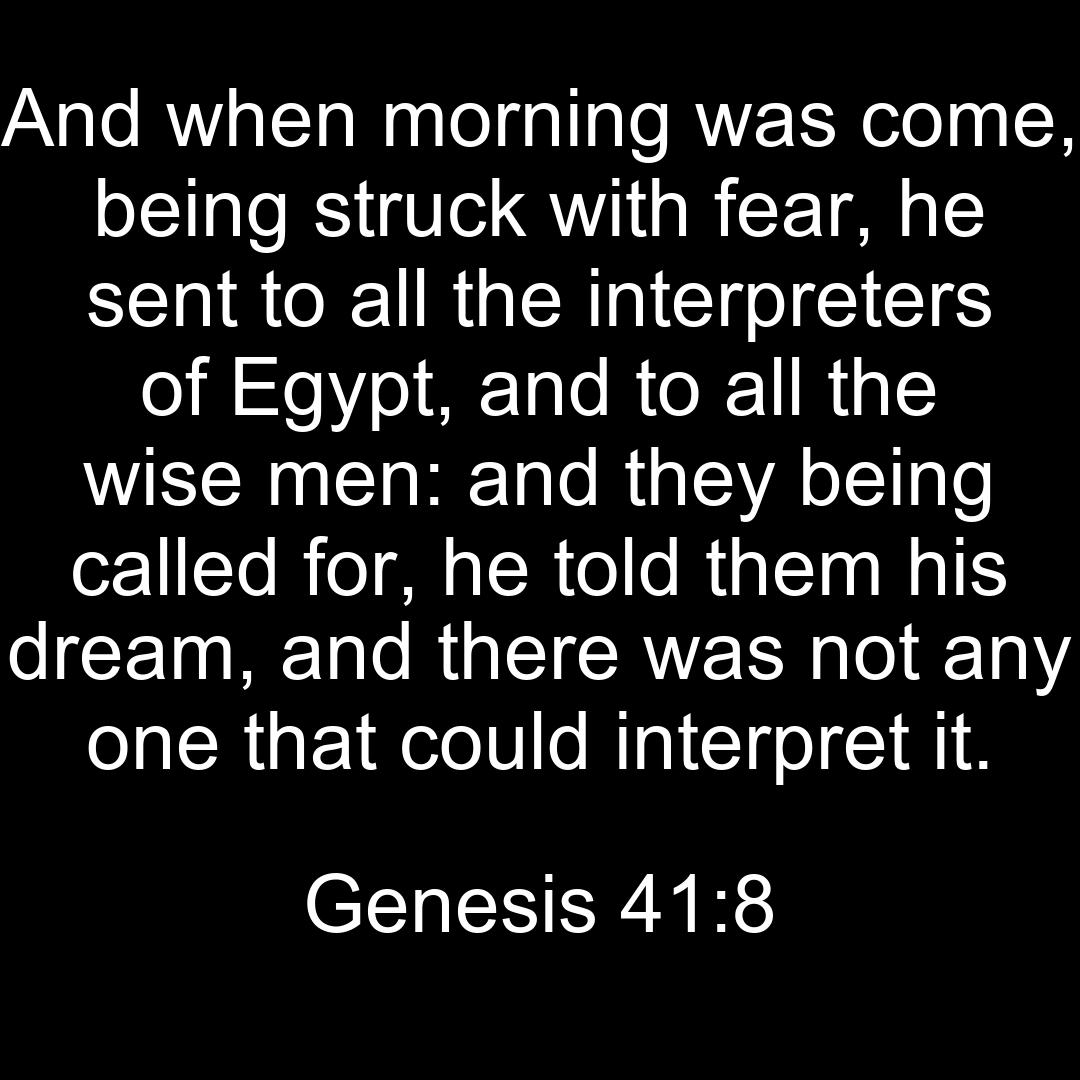 And when morning was come,
being struck with fear, he
sent to all the interpreters
of Egypt, and to all the
wise men: and they being
called for, he told them his
dream, and there was not any
one that could interpret it.
Genesis 41:8